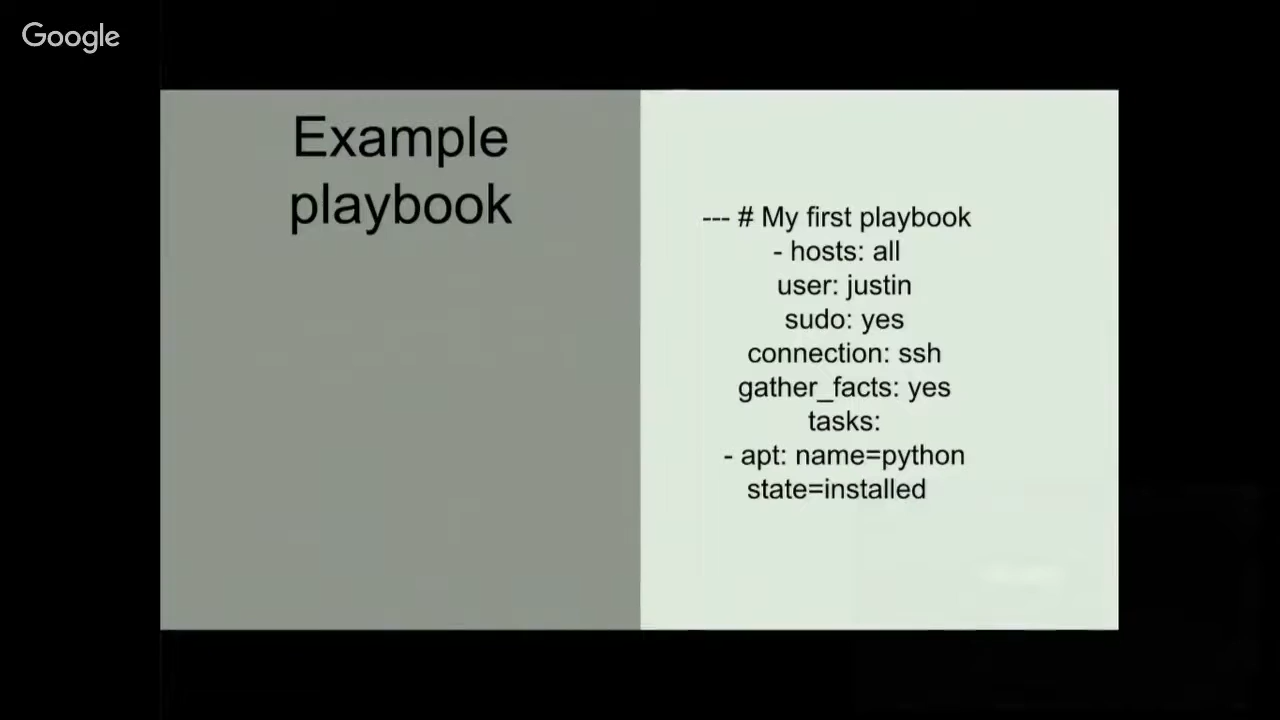 Google
Example
playbook
--- # My first playbook
- hosts: all
user: justin
sudo: yes
connection: ssh
gather_facts: yes
tasks:
- apt: name=python
state=installed